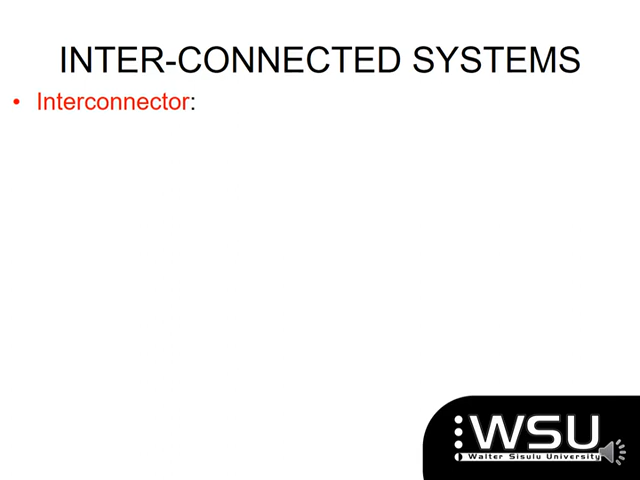 INTER-CONNECTED SYSTEMS
• Interconnector:
WSU
Walter Sisulu University